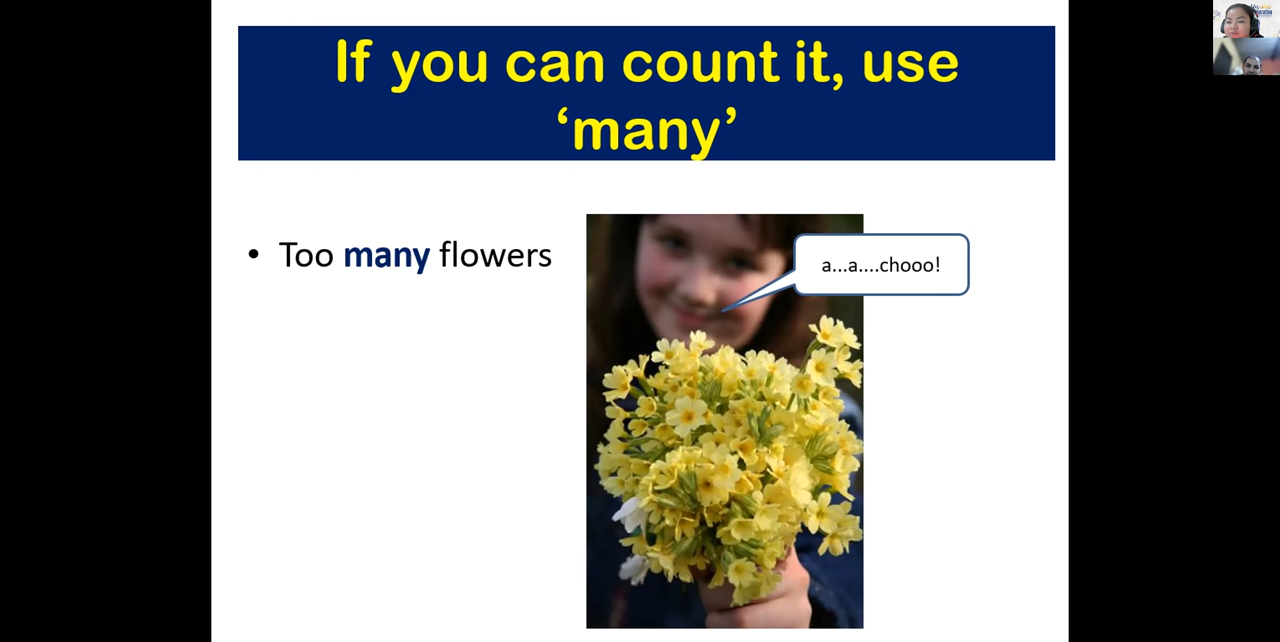 If you can count it, use
‘many’
• Too many flowers
a...a....chooo!